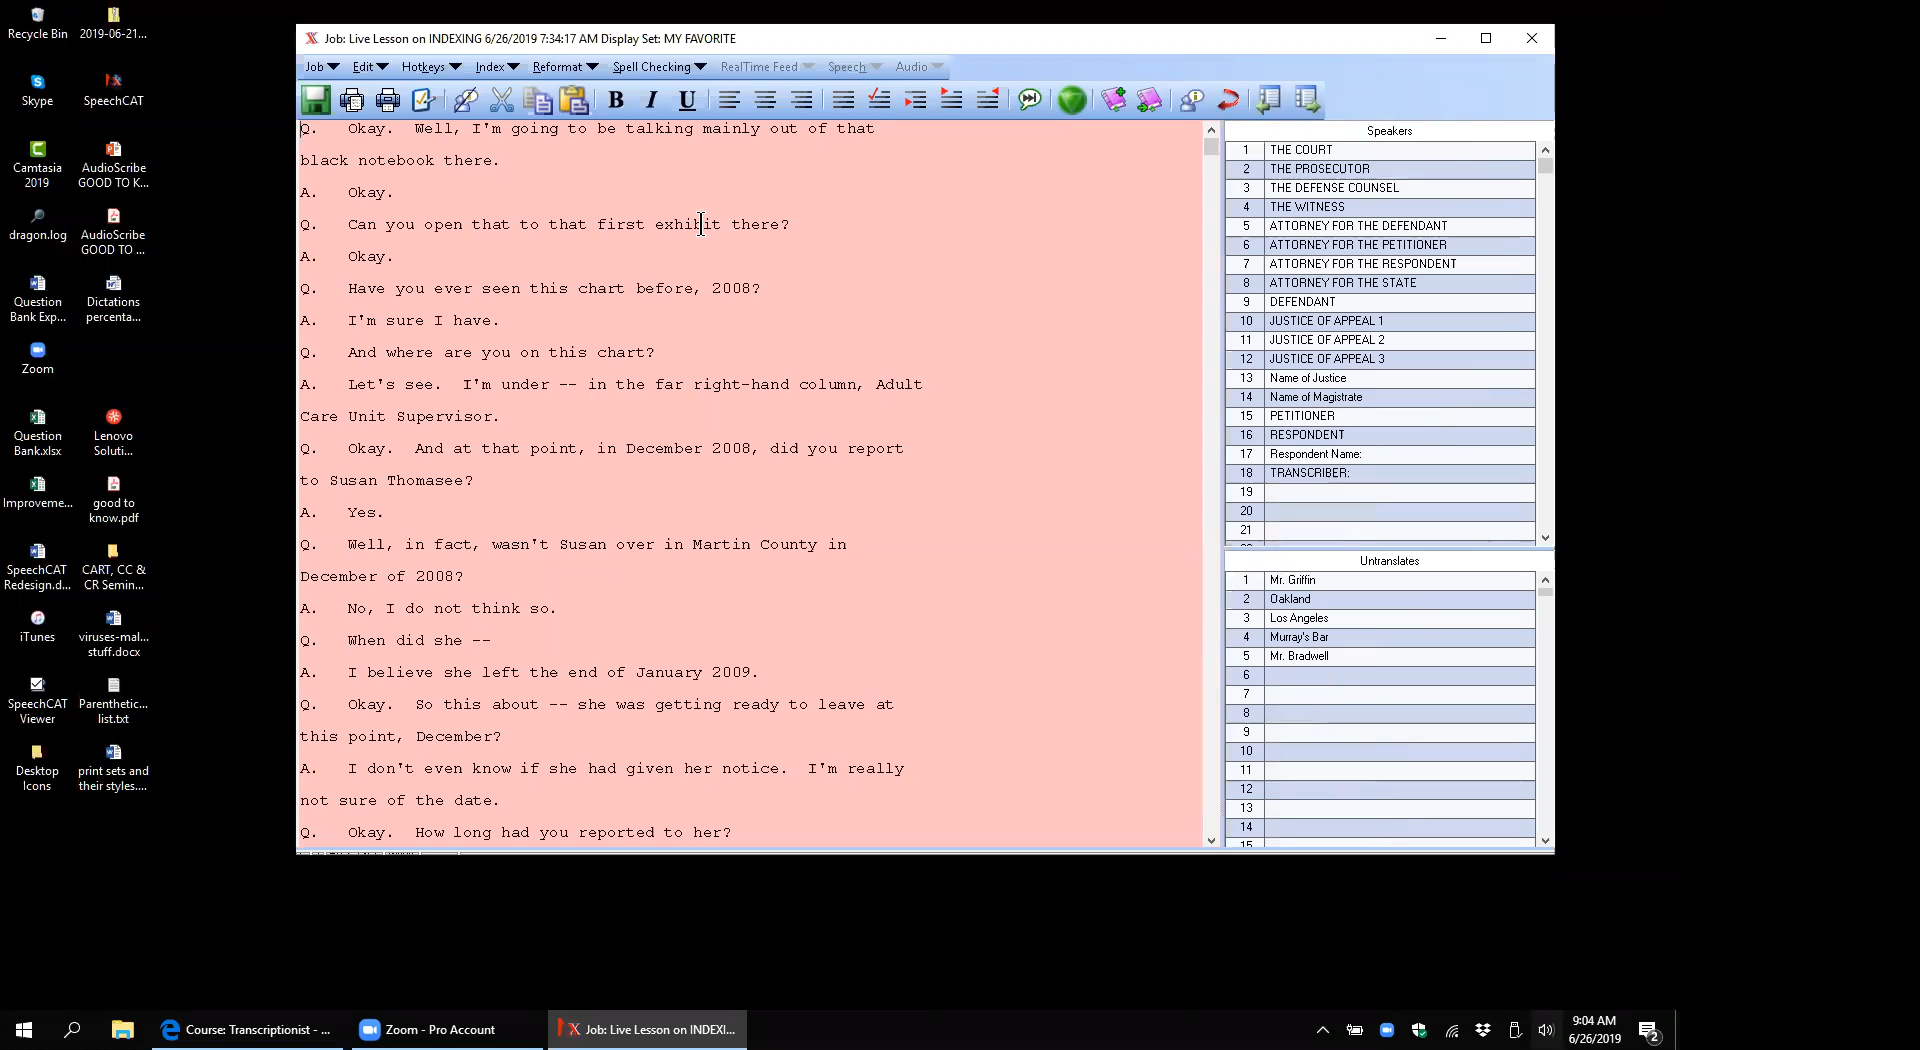 Recycle Bin
2019-06-21...
Skype
SpeechCAT
Camtasia 2019
AudioScribe GOOD TO K...
dragon.log
AudioScribe GOOD TO ...
Question Bank Exp...
Dictations percenta...
Zoom
Question Bank.xlsx
Lenovo Soluti...
Improveme...
good to know.pdf
SpeechCAT Redesign.d...
CART, CC & CR Semin...
iTunes
viruses-mal... stuff.docx
SpeechCAT Viewer
Parenthetic... list.txt
Desktop Icons
print sets and their styles....
Job: Live Lesson on INDEXING 6/26/2019 7:34:17 AM Display Set: MY FAVORITE
Job Edit Hotkeys Index Reformat Spell Checking RealTime Feed Speech Audio
B I U
Q. Okay. Well, I'm going to be talking mainly out of that
black notebook there.
A. Okay.
Q. Can you open that to that first exhibit there?
A. Okay.
Q. Have you ever seen this chart before, 2008?
A. I'm sure I have.
Q. And where are you on this chart?
A. Let's see. I'm under -- in the far right-hand column, Adult
Care Unit Supervisor.
Q. Okay. And at that point, in December 2008, did you report
to Susan Thomasee?
A. Yes.
Q. Well, in fact, wasn't Susan over in Martin County in
December of 2008?
A. No, I do not think so.
Q. When did she --
A. I believe she left the end of January 2009.
Q. Okay. So this about -- she was getting ready to leave at
this point, December?
A. I don't even know if she had given her notice. I'm really
not sure of the date.
Q. Okay. How long had you reported to her?
Speakers
1 THE COURT
2 THE PROSECUTOR
3 THE DEFENSE COUNSEL
4 THE WITNESS
5 ATTORNEY FOR THE DEFENDANT
6 ATTORNEY FOR THE PETITIONER
7 ATTORNEY FOR THE RESPONDENT
8 ATTORNEY FOR THE STATE
9 DEFENDANT
10 JUSTICE OF APPEAL 1
11 JUSTICE OF APPEAL 2
12 JUSTICE OF APPEAL 3
13 Name of Justice
14 Name of Magistrate
15 PETITIONER
16 RESPONDENT
17 Respondent Name:
18 TRANSCRIBER:
19
20
21
Untranslates
1 Mr. Griffin
2 Oakland
3 Los Angeles
4 Murray's Bar
5 Mr. Bradwell
6
7
8
9
10
11
12
13
14
15
Course: Transcriptionist - ...
Zoom - Pro Account
Job: Live Lesson on INDEXI...
9:04 AM
6/26/2019
2